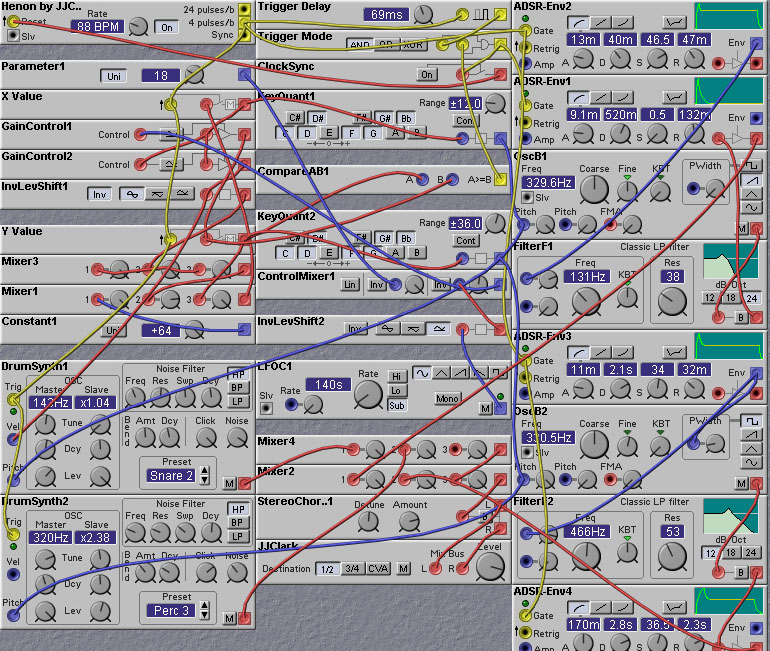 Henon by JJC..
Reset
Slv
Rate
88 BPM
On
24 pulses/b
4 pulses/b
Sync
Parameter1
Uni
18
X Value
M
GainControl1
Control
GainControl2
Control
InvLevShift1
Inv
Y Value
M
Mixer3
1
2
3
Mixer1
1
2
3
Constant1
Uni
+64
DrumSynth1
Trig
Vel
Pitch
OSC
Master
Slave
142Hz
x1.04
Tune
Dcy
Lev
Noise Filter
Freq
Res
Swp
Dcy
HP
BP
LP
Bend
Amt
Dcy
Click
Noise
Preset
Snare 2
M
DrumSynth2
Trig
Vel
Pitch
OSC
Master
Slave
320Hz
x2.38
Tune
Dcy
Lev
Noise Filter
Freq
Res
Swp
Dcy
HP
BP
LP
Bend
Amt
Dcy
Click
Noise
Preset
Perc 3
M
Trigger Delay
69ms
Trigger Mode
AND
OR
XOR
ClockSync
On
KeyQuant1
Range
±12.0
C#
D#
F#
G#
Bb
Cont
C
D
E
F
G
A
B
CompareAB1
A
B
A>=B
KeyQuant2
Range
±36.0
C#
D#
F#
G#
Bb
Cont
C
D
E
F
G
A
B
ControlMixer1
Lin
Inv
Inv
InvLevShift2
Inv
LFOC1
Rate
140s
Slv
Rate
Hi
Lo
Sub
Mono
M
Mixer4
1
2
3
Mixer2
1
2
3
StereoChor..1
Detune
Amount
L
R
JJClark
Destination
1/2
3/4
CVA
M
Mix Bus
L
R
Level
ADSR-Env2
Gate
Retrig
Amp
13m
40m
46.5
47m
A
D
S
R
Env
ADSR-Env1
Gate
Retrig
Amp
9.1m
520m
0.5
132m
A
D
S
R
Env
OscB1
Freq
329.6Hz
Slv
Coarse
Fine
KBT
PWidth
Pitch
Pitch
FMA
M
FilterF1
Classic LP filter
Freq
131Hz
KBT
Res
38
dB/Oct
12
18
24
B
ADSR-Env3
Gate
Retrig
Amp
11m
2.1s
34
32m
A
D
S
R
Env
OscB2
Freq
Slv
Coarse
Fine
KBT
PWidth
Pitch
Pitch
FMA
M
FilterF2
Classic LP filter
Freq
466Hz
KBT
Res
53
dB/Oct
12
18
24
B
ADSR-Env4
Gate
Retrig
Amp
170m
2.8s
36.5
2.3s
A
D
S
R
Env